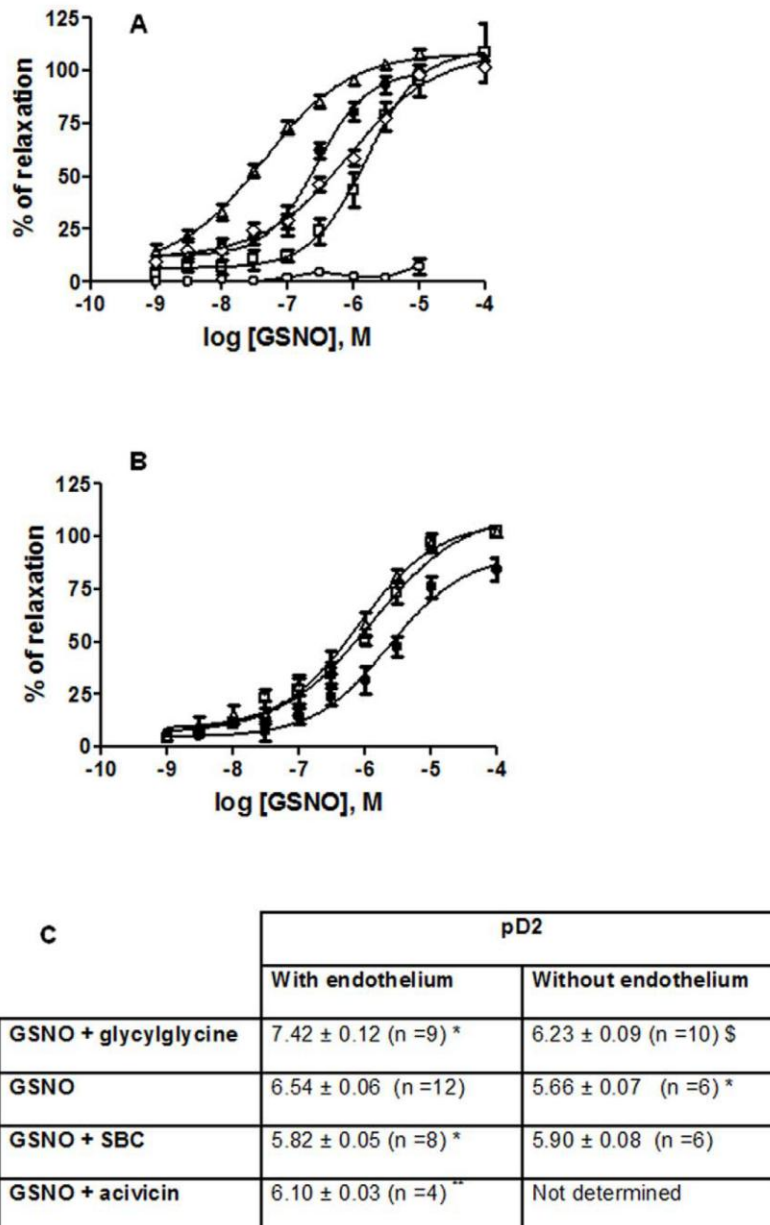 A
125
100
75
50
25
0
% of relaxation
-10 -9 -8 -7 -6 -5 -4
log [GSNO], M
B
125
100
75
50
25
0
% of relaxation
-10 -9 -8 -7 -6 -5 -4
log [GSNO], M
C pD2
With endothelium Without endothelium
GSNO + glycylglycine 7.42 ± 0.12 (n =9) * 6.23 ± 0.09 (n =10) $
GSNO 6.54 ± 0.06 (n =12) 5.66 ± 0.07 (n =6) *
GSNO + SBC 5.82 ± 0.05 (n =8) * 5.90 ± 0.08 (n =6)
GSNO + acivicin 6.10 ± 0.03 (n =4) ** Not determined